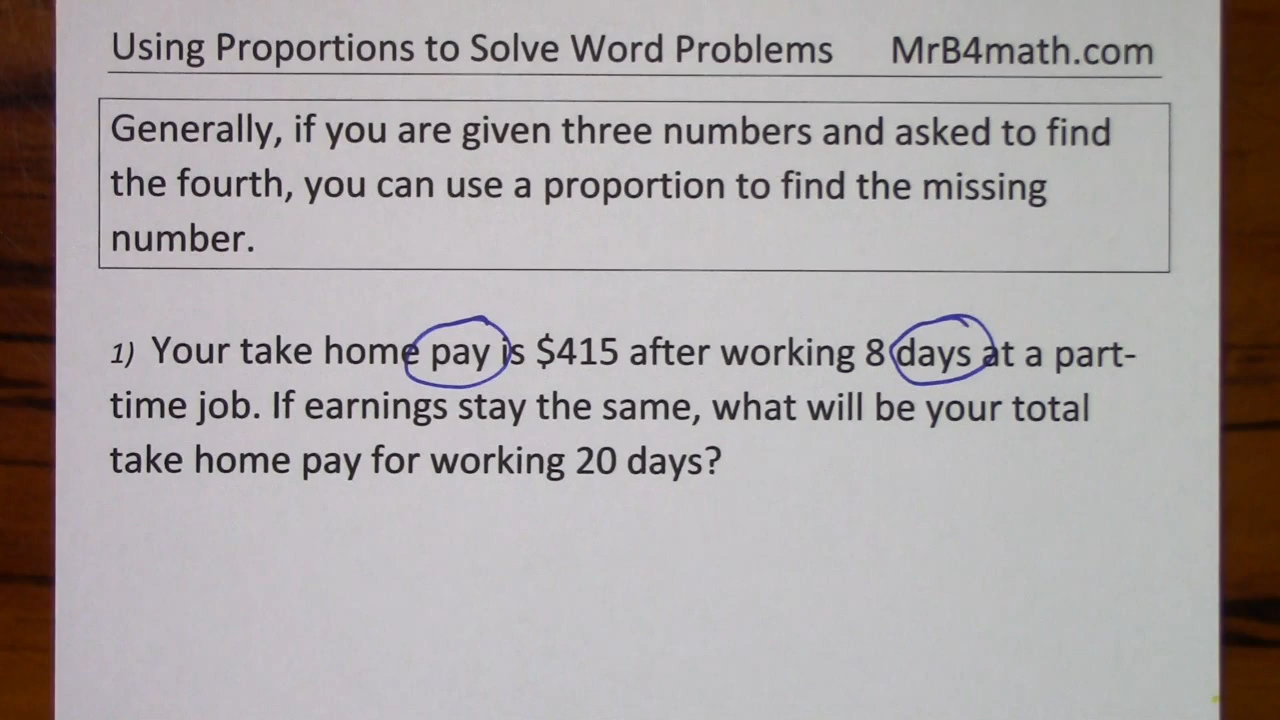 Using Proportions to Solve Word Problems MrB4math.com
Generally, if you are given three numbers and asked to find
the fourth, you can use a proportion to find the missing
number.
1) Your take home pay is $415 after working 8 days at a part-
time job. If earnings stay the same, what will be your total
take home pay for working 20 days?